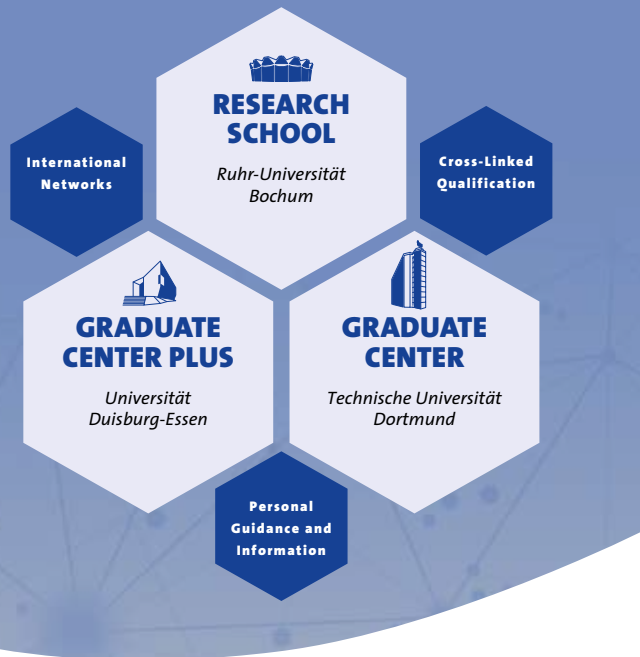 RESEARCH
SCHOOL
Ruhr-Universität
Bochum
International
Networks
Cross-Linked
Qualification
GRADUATE
CENTER PLUS
Universität
Duisburg-Essen
GRADUATE
CENTER
Technische Universität
Dortmund
Personal
Guidance and
Information